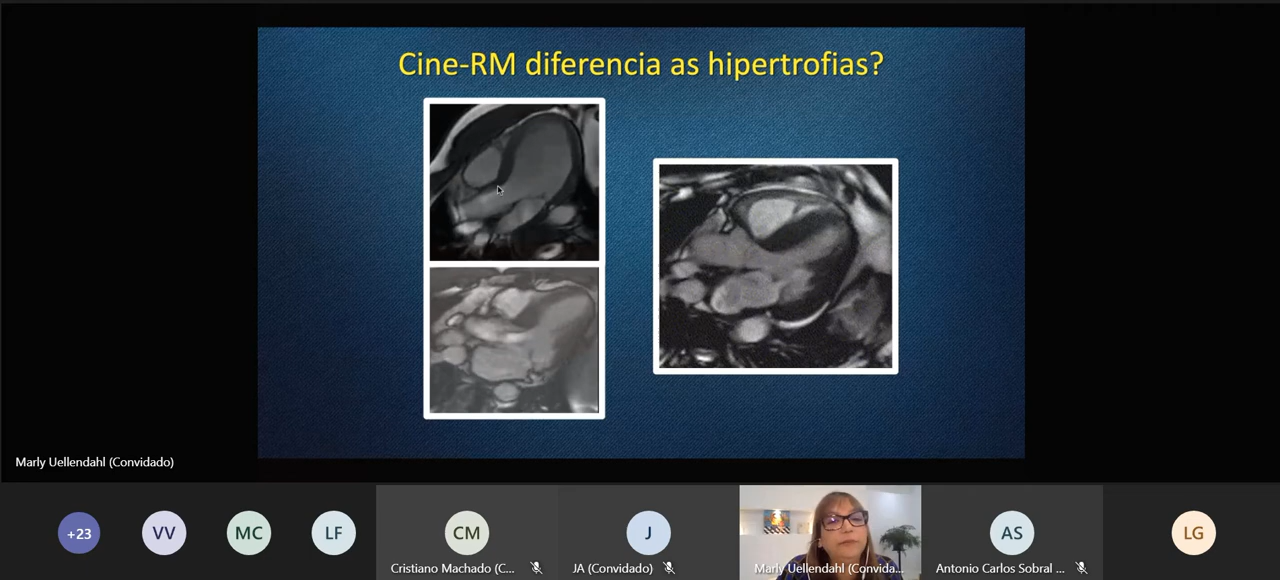 Cine-RM diferencia as hipertrofias?
Marly Uellendahl (Convidado)
+23
VV
MC
LF
CM
Cristiano Machado (C...
J
JA (Convidado)
Marly Uellendahl (Convida...
AS
Antonio Carlos Sobral ...
LG